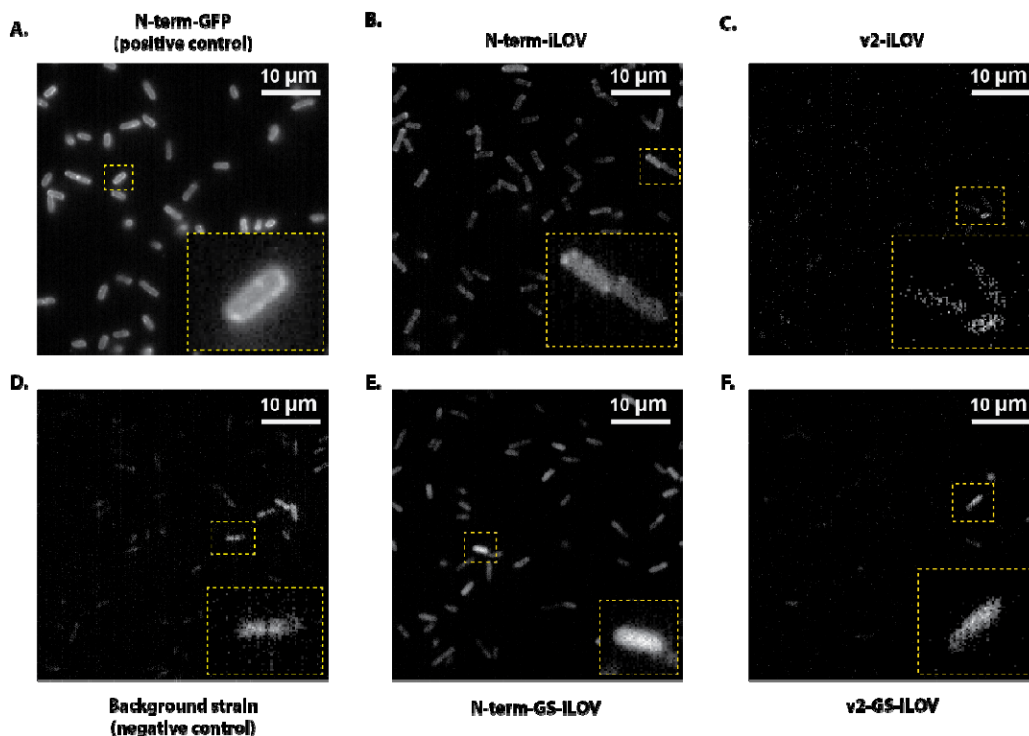 A.
N-term-GFP
(positive control)
B.
N-term-iLOV
C.
v2-iLOV
10 µm
10 µm
10 µm
D.
E.
F.
10 µm
10 µm
10 µm
Background strain
(negative control)
N-term-GS-iLOV
v2-GS-iLOV